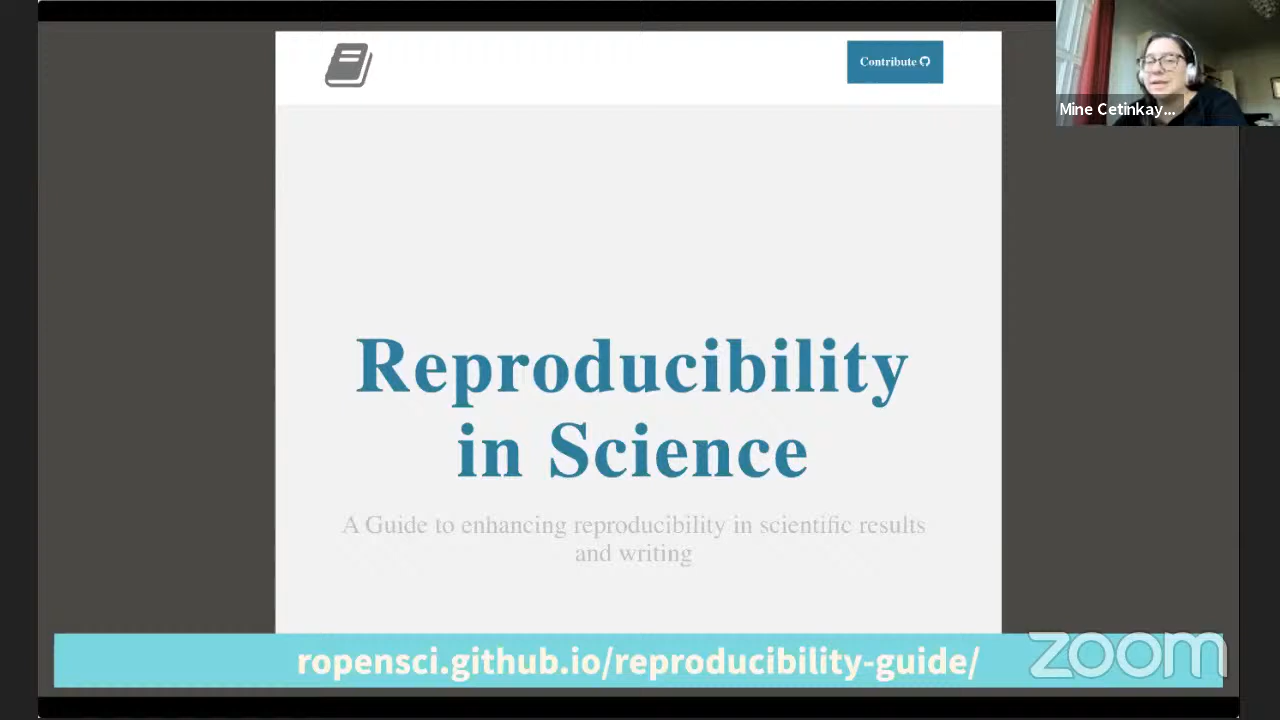 Contribute
Mine Cetinkay...
Reproducibility
in Science
A Guide to enhancing reproducibility in scientific results
and writing
ropensci.github.io/reproducibility-guide/
zoom